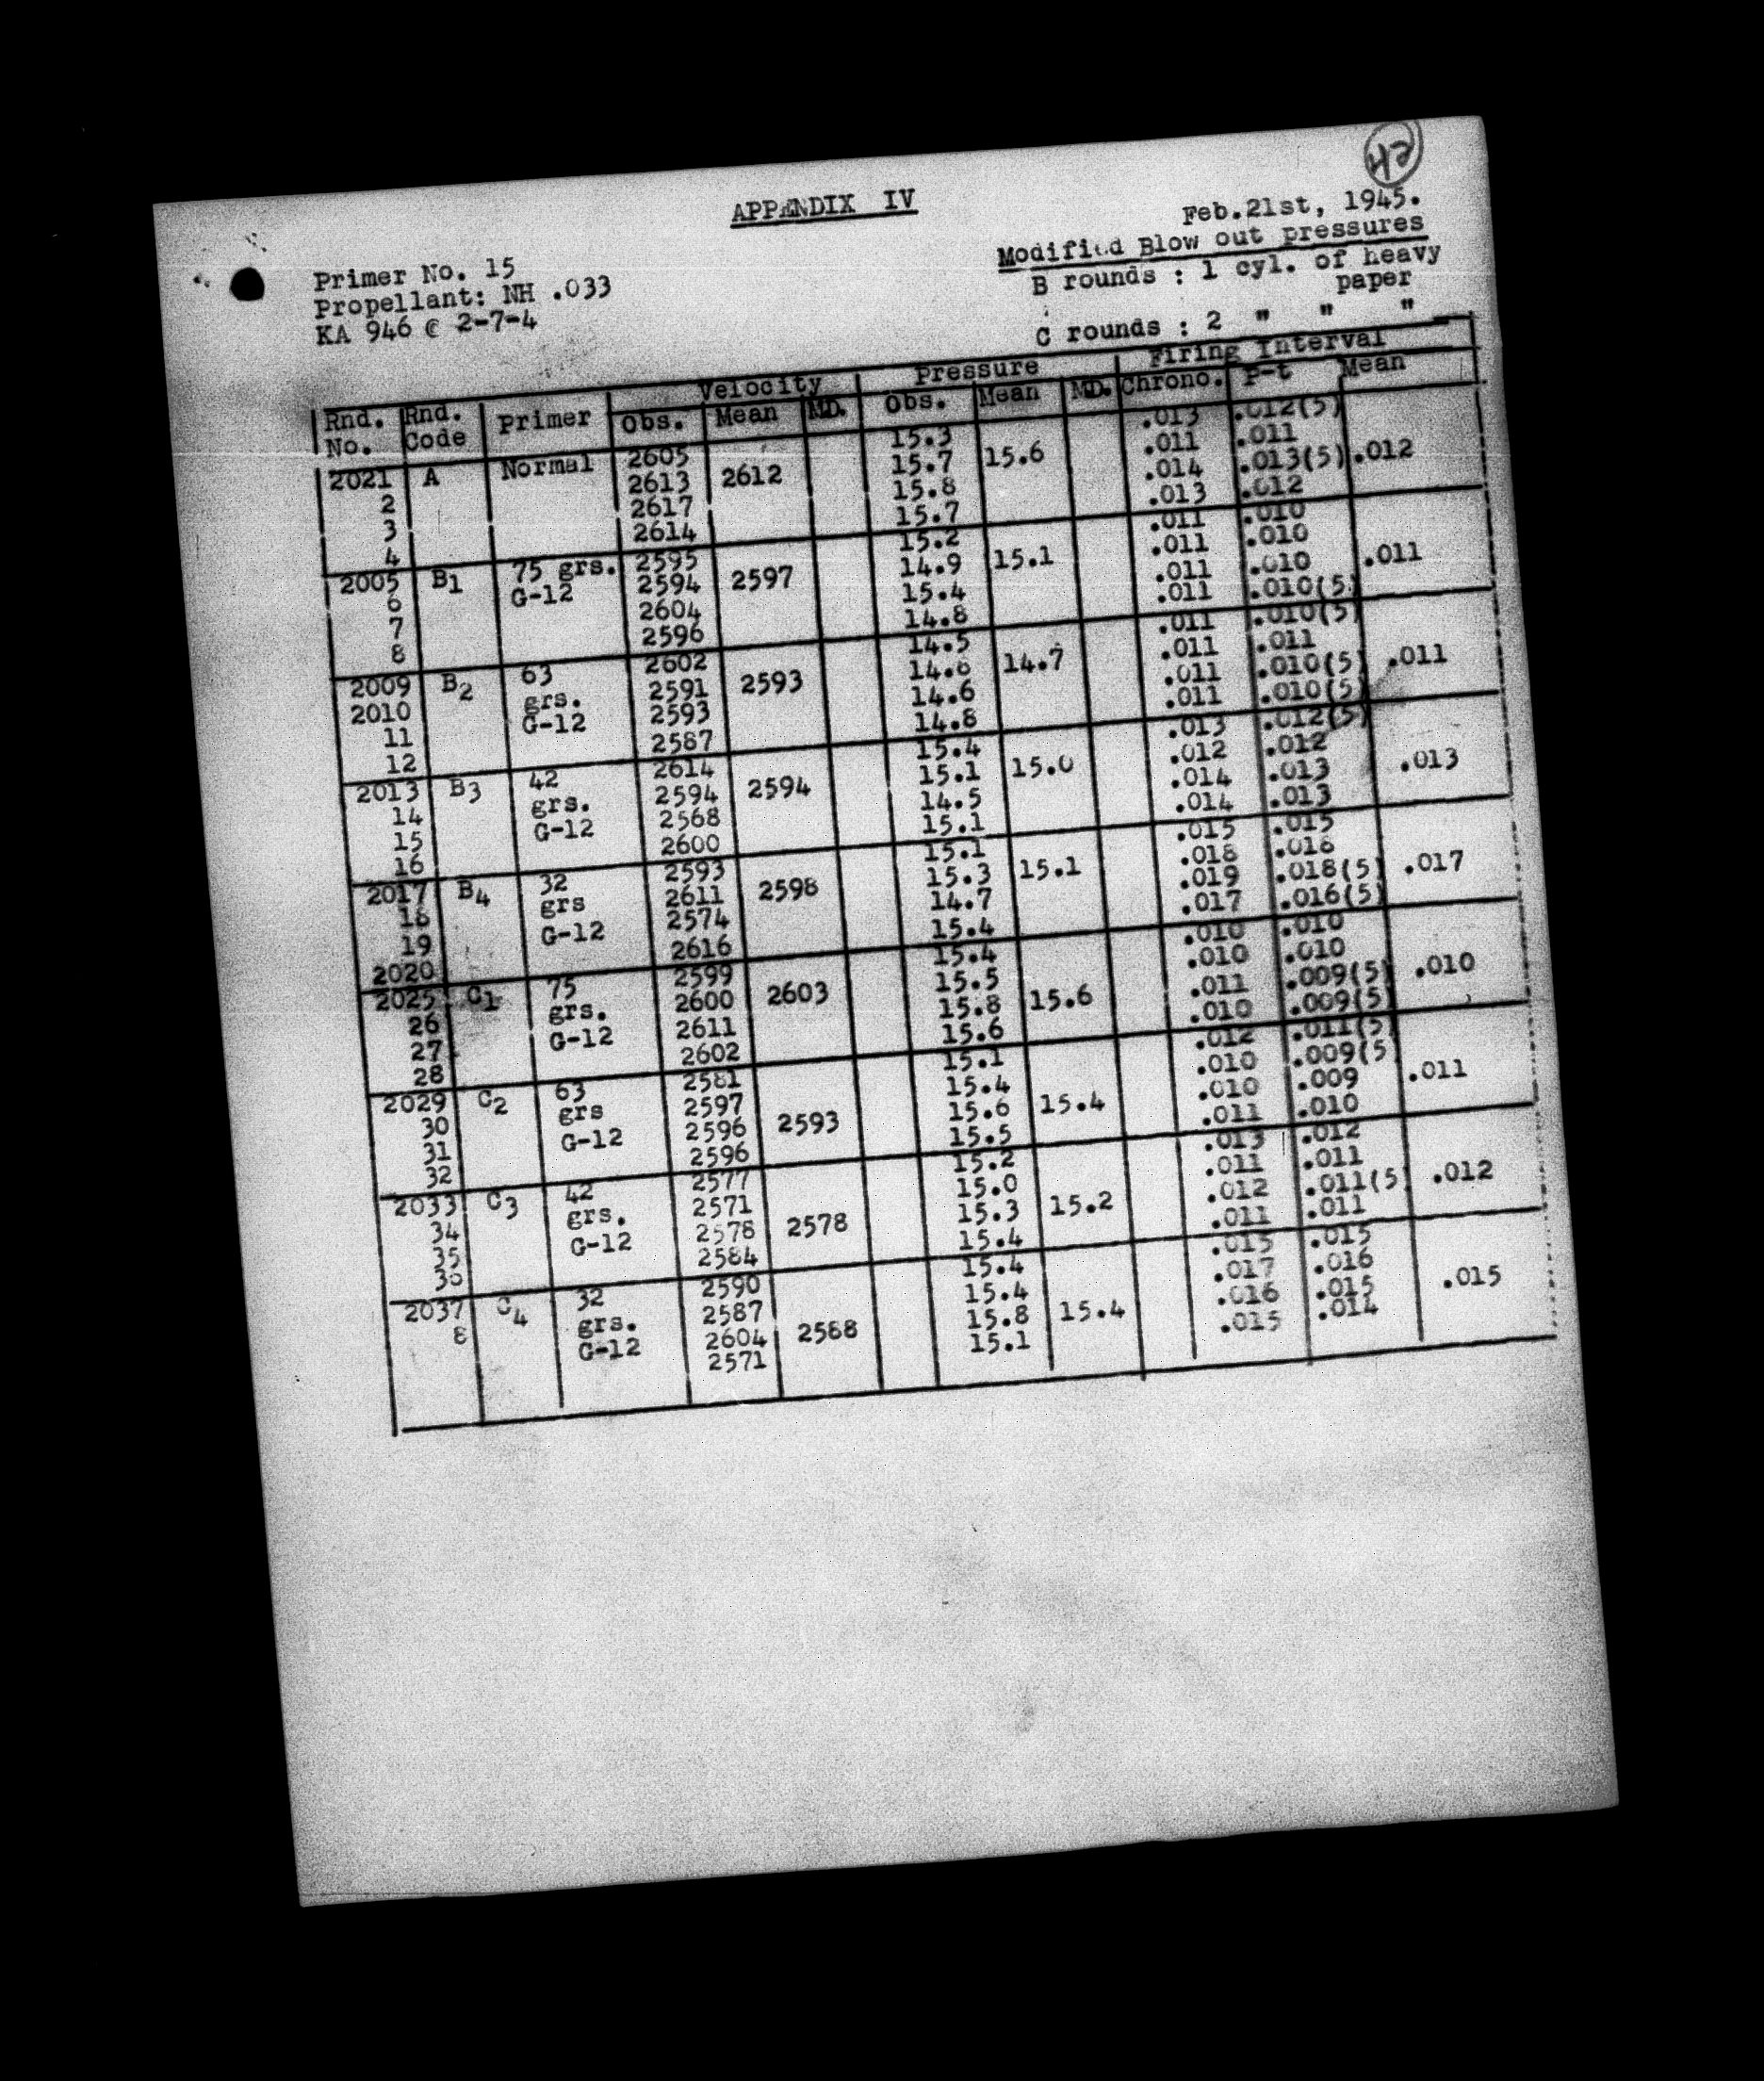 42
APPENDIX IV
Feb.21st, 1945.
Modified Blow out pressures
Primer No. 15
B rounds : 1 cyl. of heavy
Propellant: NH .033
paper
KA 946 @ 2-7-4
C rounds : 2 " " "
Velocity Pressure Firing Interval
Rnd. No. Rnd. Code Primer Obs. Mean MD. Obs. Mean MD. Chrono. P-t Mean
2021 A Normal 2605 2612 15.3 15.6 .013 .012(5) .012
2 2613 15.7 .011 .011
3 2617 15.8 .014 .013(5)
4 2614 15.7 .013 .012
2005 B1 75 grs. 2595 2597 15.2 15.1 .011 .010 .011
6 G-12 2594 14.9 .011 .010
7 2604 15.4 .011 .010
8 2596 14.8 .011 .010(5)
2009 B2 63 2602 2593 14.5 14.7 .011 .010(5) .011
2010 grs. 2591 14.8 .011 .011
11 G-12 2593 14.6 .011 .010(5)
12 2587 14.8 .011 .010(5)
2013 B3 42 2614 2594 15.4 15.0 .013 .012(5) .013
14 grs. 2594 15.1 .012 .012
15 G-12 2568 14.5 .014 .013
16 2600 15.1 .014 .013
2017 B4 32 2593 2598 15.1 15.1 .015 .015 .017
18 grs 2611 15.3 .018 .018
19 G-12 2574 14.7 .019 .018(5)
2020 2616 15.4 .017 .016(5)
2025 C1 75 2599 2603 15.4 15.6 .010 .010 .010
26 grs. 2600 15.5 .010 .010
27 G-12 2611 15.8 .011 .009(5)
28 2602 15.6 .010 .009(5)
2029 C2 63 2581 2593 15.1 15.4 .012 .011(5) .011
30 grs 2597 15.4 .010 .009(5
31 G-12 2596 15.6 .010 .009
32 2596 15.5 .011 .010
2033 C3 42 2577 2578 15.2 15.2 .013 .012 .012
34 grs. 2571 15.0 .011 .011
35 G-12 2578 15.3 .012 .011(5)
36 2584 15.4 .011 .011
2037 C4 32 2590 2588 15.4 15.4 .015 .015 .015
8 grs. 2587 15.4 .017 .016
G-12 2604 15.8 .016 .015
2571 15.1 .015 .014